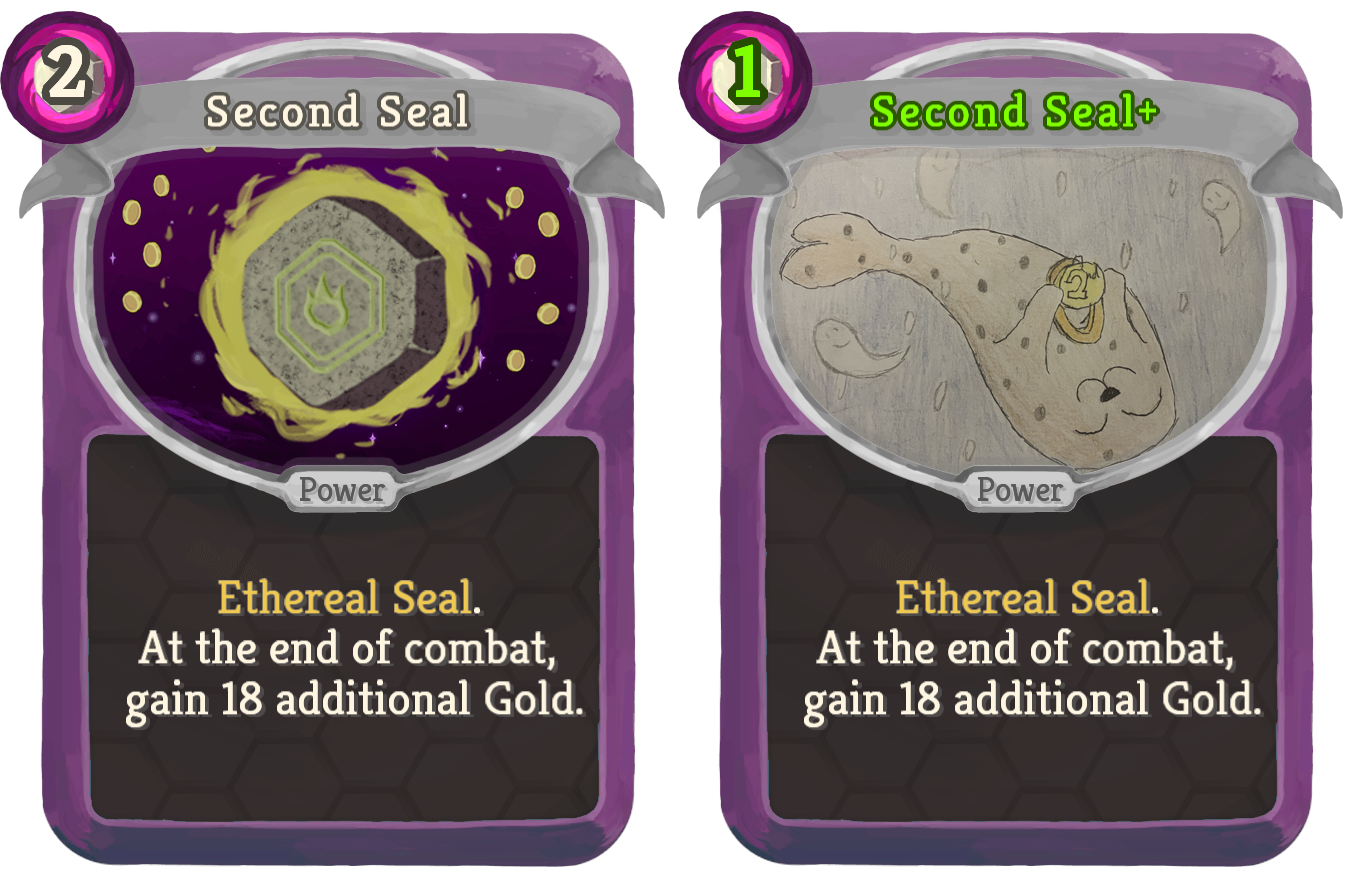 2
Second Seal
Power
Ethereal Seal.
At the end of combat,
gain 18 additional Gold.
1
Second Seal+
2
Power
Ethereal Seal.
At the end of combat,
gain 18 additional Gold.